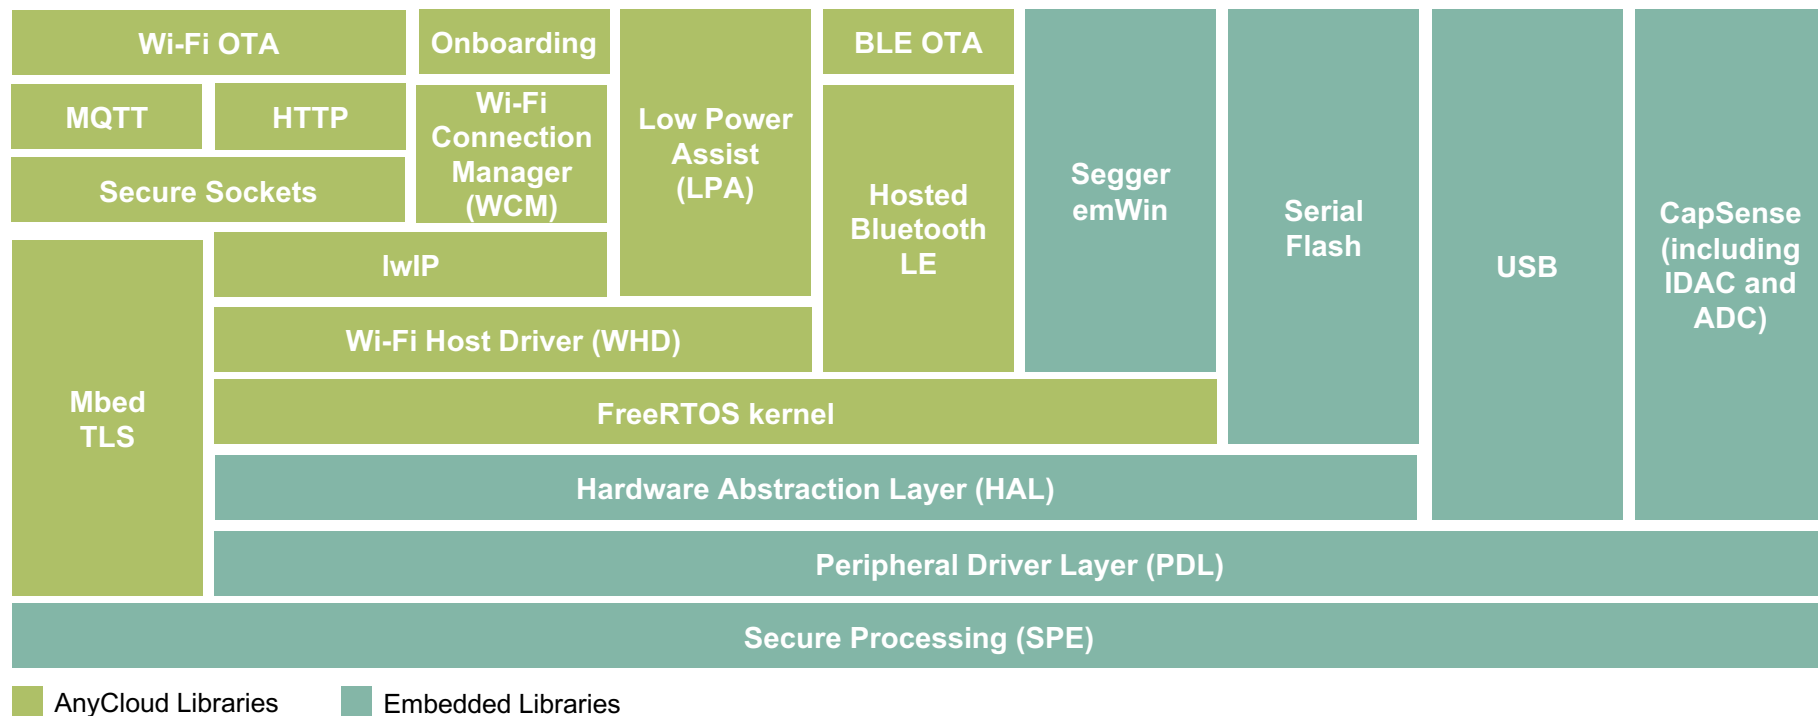 Wi-Fi OTA
Onboarding
BLE OTA
MQTT
HTTP
Wi-Fi
Connection
Manager
(WCM)
Low Power
Assist
(LPA)
Secure Sockets
Hosted
Bluetooth
LE
Segger
emWin
Serial
Flash
USB
CapSense
(including
IDAC and
ADC)
lwIP
Wi-Fi Host Driver (WHD)
Mbed
TLS
FreeRTOS kernel
Hardware Abstraction Layer (HAL)
Peripheral Driver Layer (PDL)
Secure Processing (SPE)
AnyCloud Libraries
Embedded Libraries